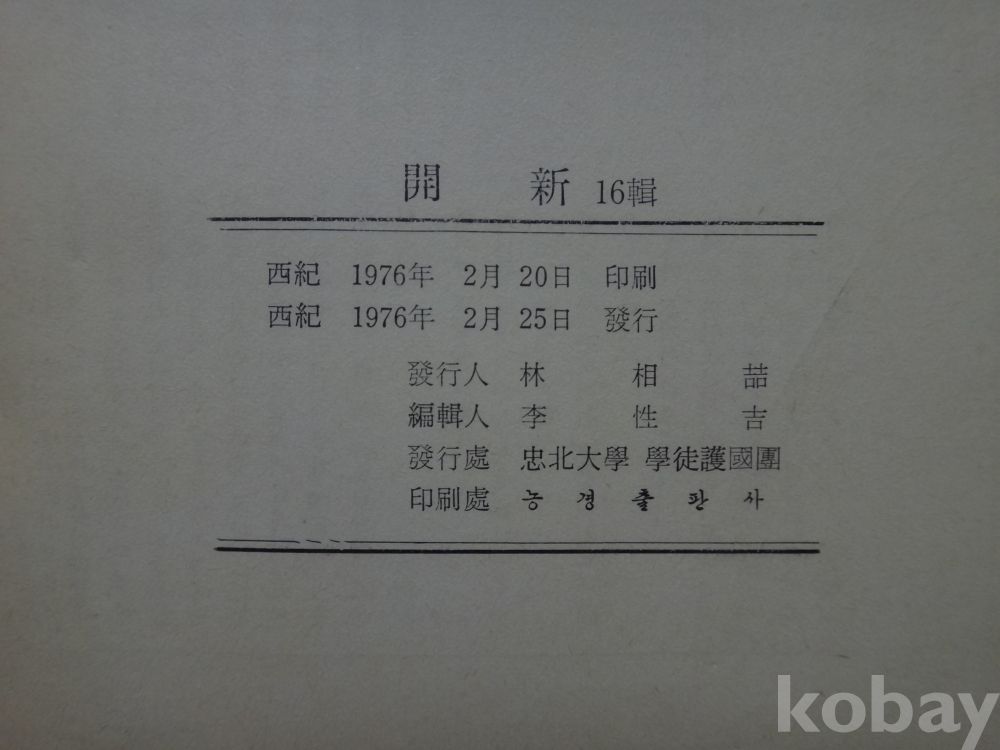 開 新 16輯
西紀 1976年 2月 20日 印刷
西紀 1976年 2月 25日 發行
發行人 林 相 喆
編輯人 李 性 吉
發行處 忠北大學 學徒護國團
印刷處 농경출판사
kobay